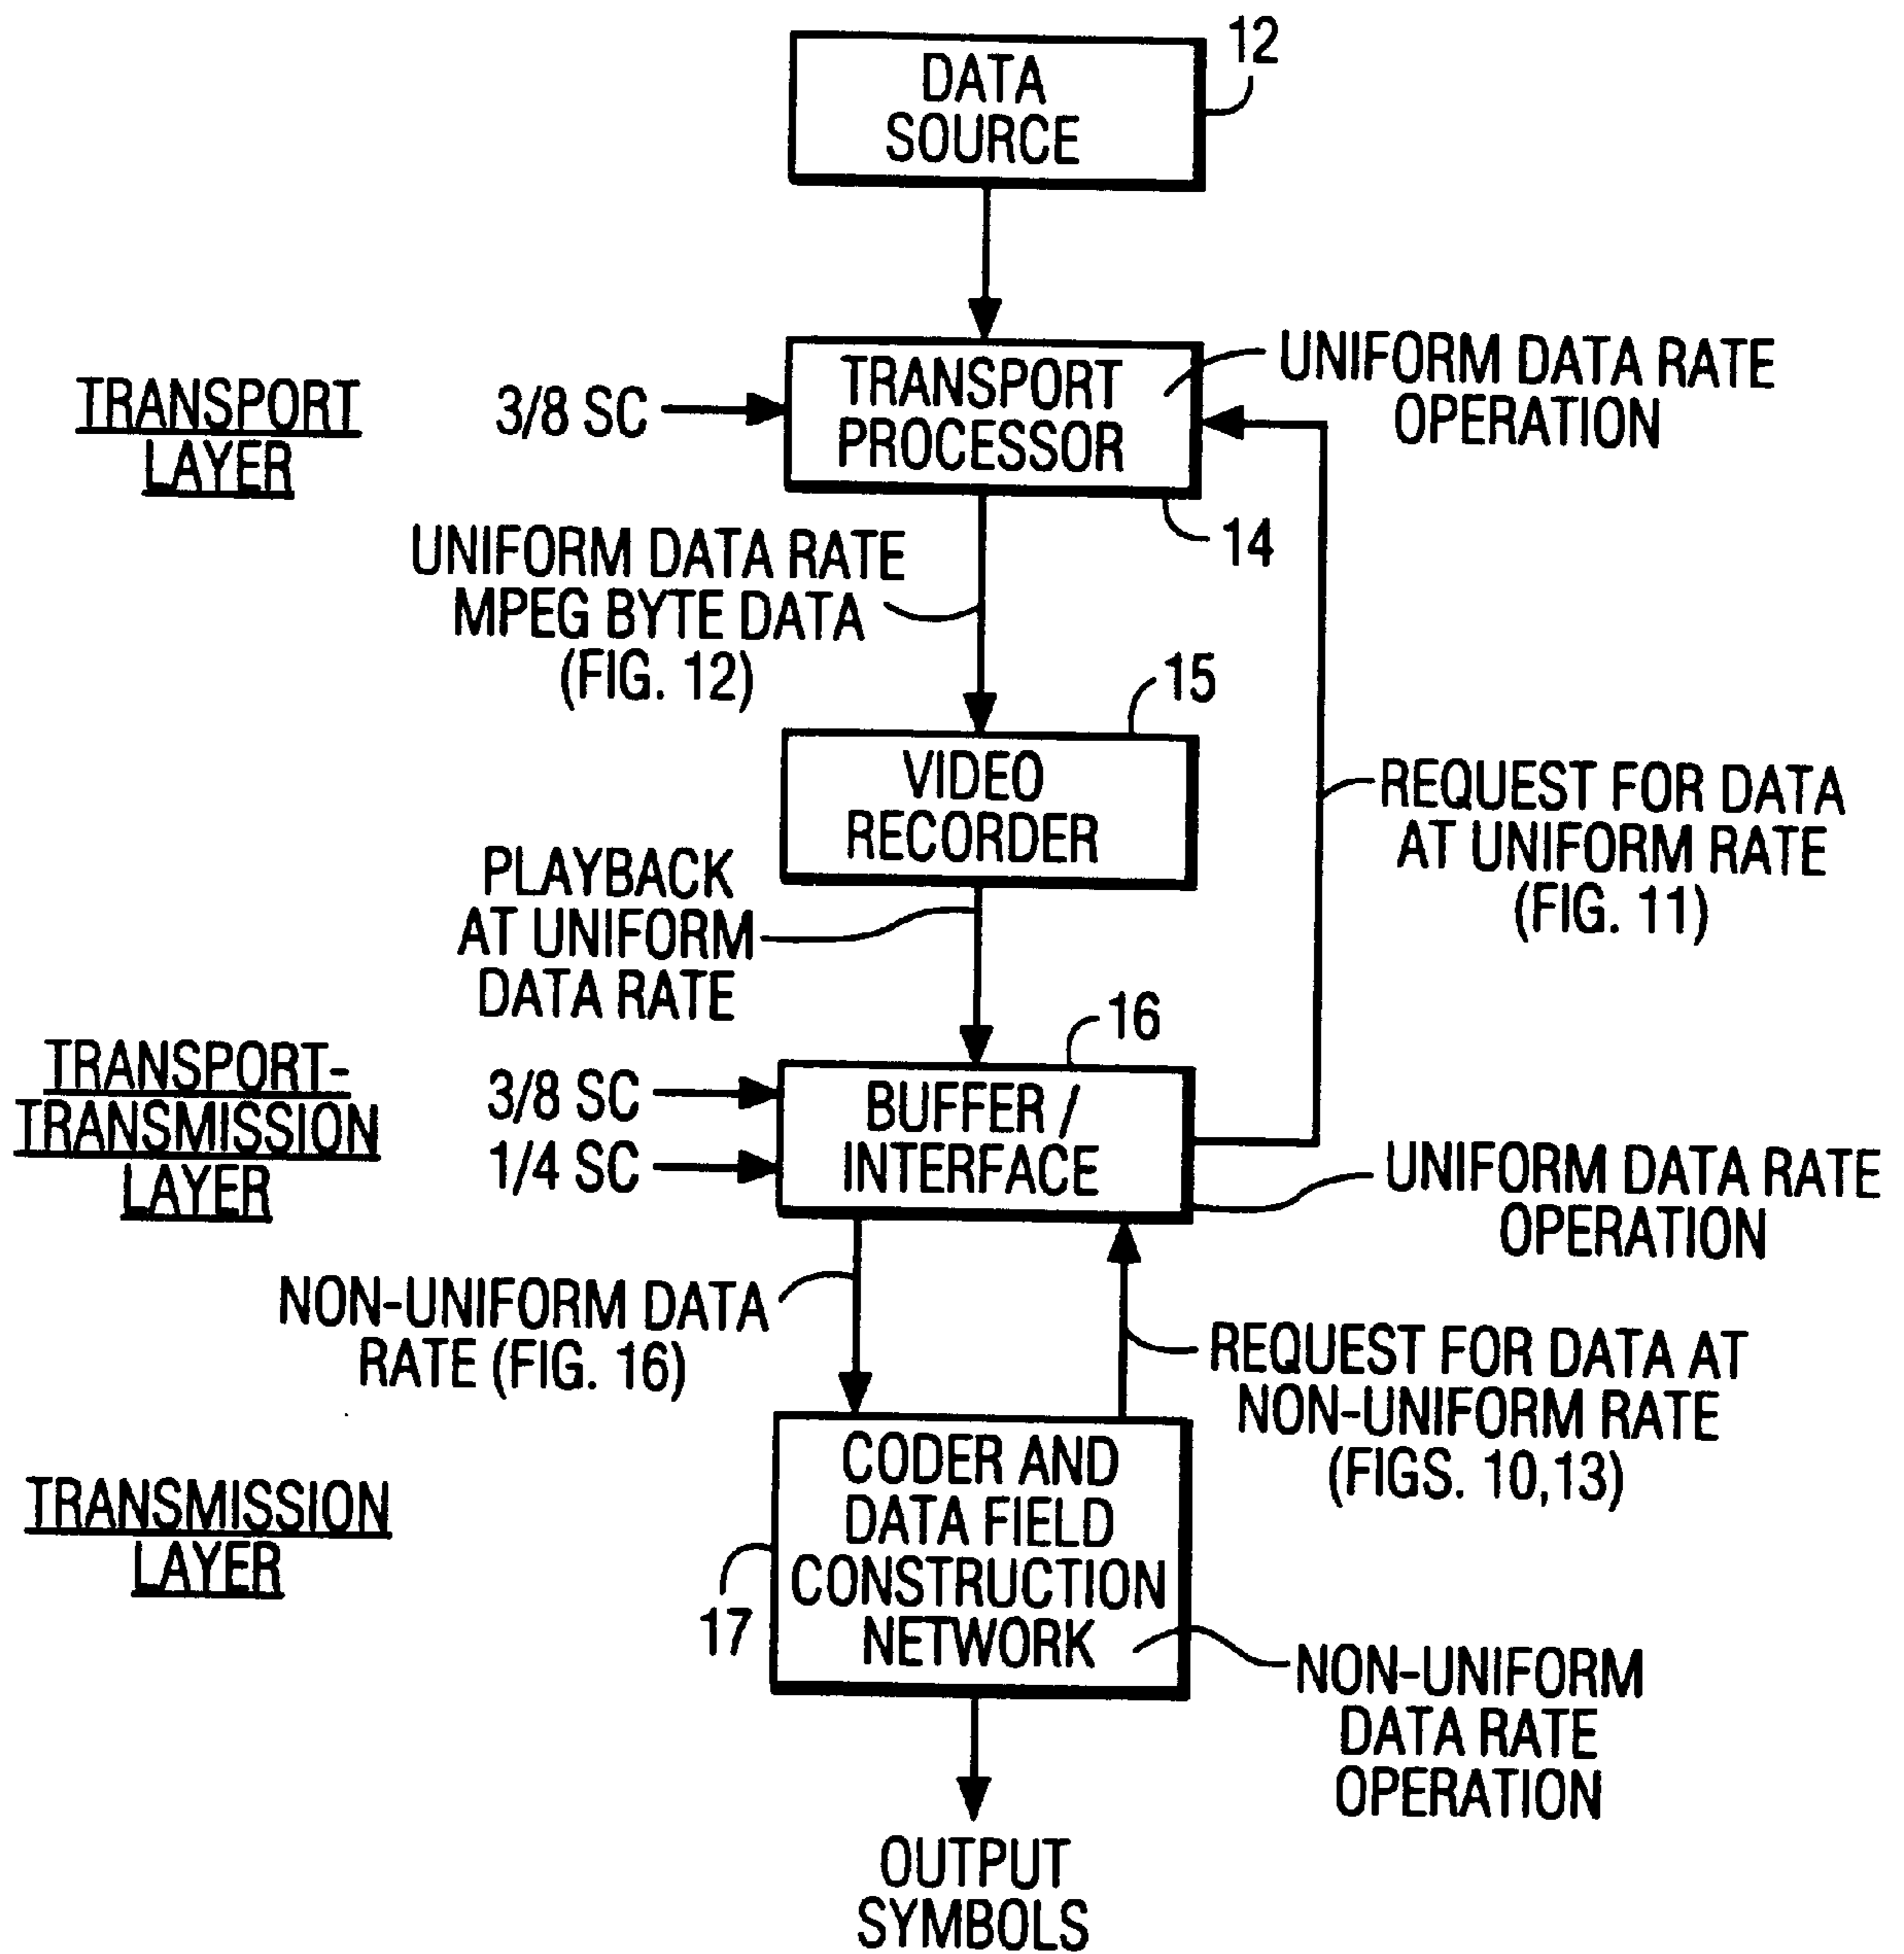 12
DATA
SOURCE
TRANSPORT
LAYER
3/8 SC
TRANSPORT
PROCESSOR
UNIFORM DATA RATE
OPERATION
14
UNIFORM DATA RATE
MPEG BYTE DATA
(FIG. 12)
15
VIDEO
RECORDER
REQUEST FOR DATA
AT UNIFORM RATE
(FIG. 11)
PLAYBACK
AT UNIFORM
DATA RATE
16
TRANSPORT-
TRANSMISSION
LAYER
3/8 SC
1/4 SC
BUFFER /
INTERFACE
UNIFORM DATA RATE
OPERATION
NON-UNIFORM DATA
RATE (FIG. 16)
REQUEST FOR DATA AT
NON-UNIFORM RATE
(FIGS. 10,13)
TRANSMISSION
LAYER
CODER AND
DATA FIELD
CONSTRUCTION
NETWORK
17
NON-UNIFORM
DATA RATE
OPERATION
OUTPUT
SYMBOLS